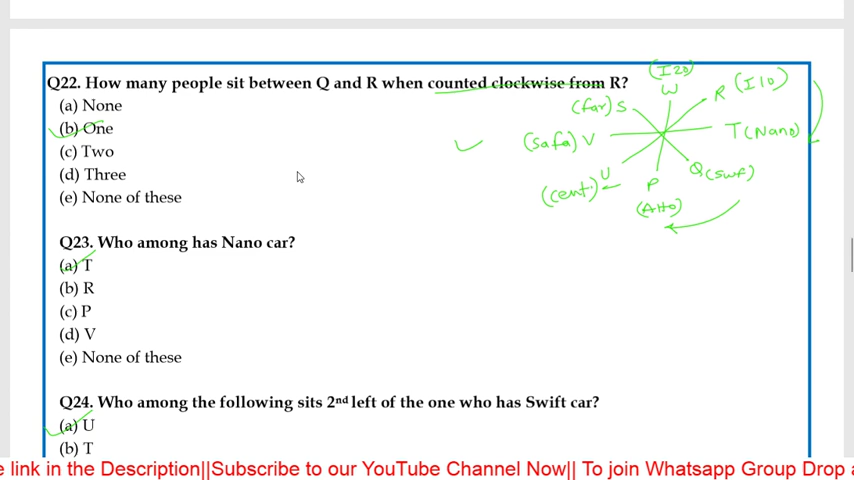 Q22. How many people sit between Q and R when counted clockwise from R?
(a) None
(b) One
(c) Two
(d) Three
(e) None of these
(I20)
W
R (I10)
(far) S
T(Nano)
(safa) V
Q(swf)
U
(cent)
P
(Alto)
Q23. Who among has Nano car?
(a) T
(b) R
(c) P
(d) V
(e) None of these
Q24. Who among the following sits 2nd left of the one who has Swift car?
(a) U
(b) T
e link in the Description||Subscribe to our YouTube Channel Now|| To join Whatsapp Group Drop a